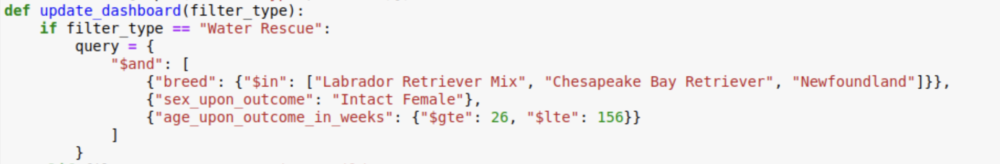 def update_dashboard(filter_type):
    if filter_type == "Water Rescue":
        query = {
            "$and": [
                {"breed": {"$in": ["Labrador Retriever Mix", "Chesapeake Bay Retriever", "Newfoundland"]}},
                {"sex_upon_outcome": "Intact Female"},
                {"age_upon_outcome_in_weeks": {"$gte": 26, "$lte": 156}}
            ]
        }